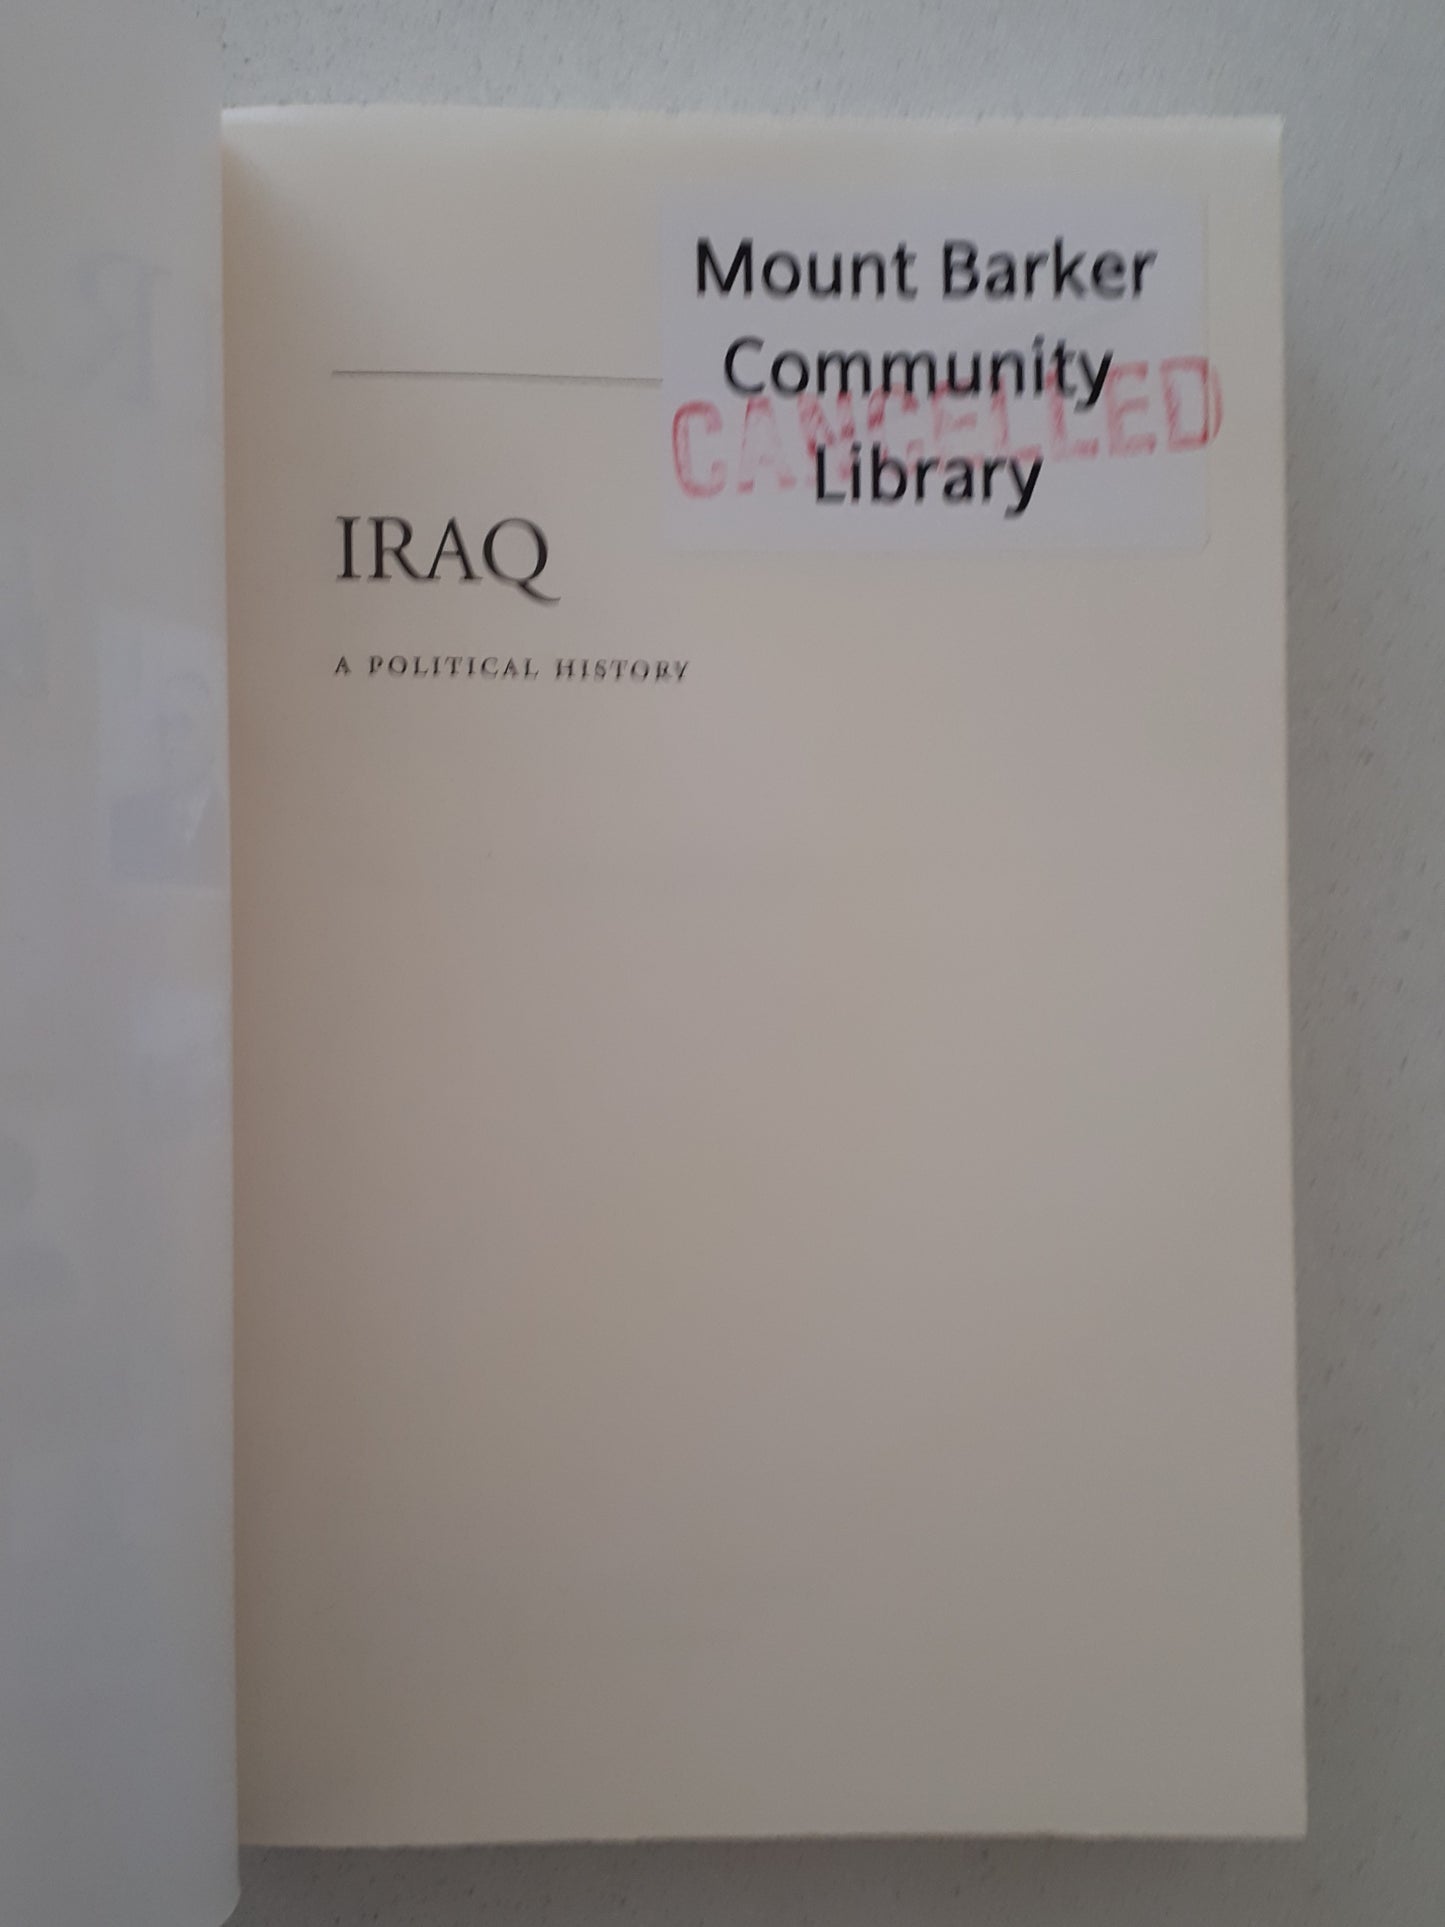 Mount Barker
Community
CANCELLED
Library
IRAQ
A POLITICAL HISTORY